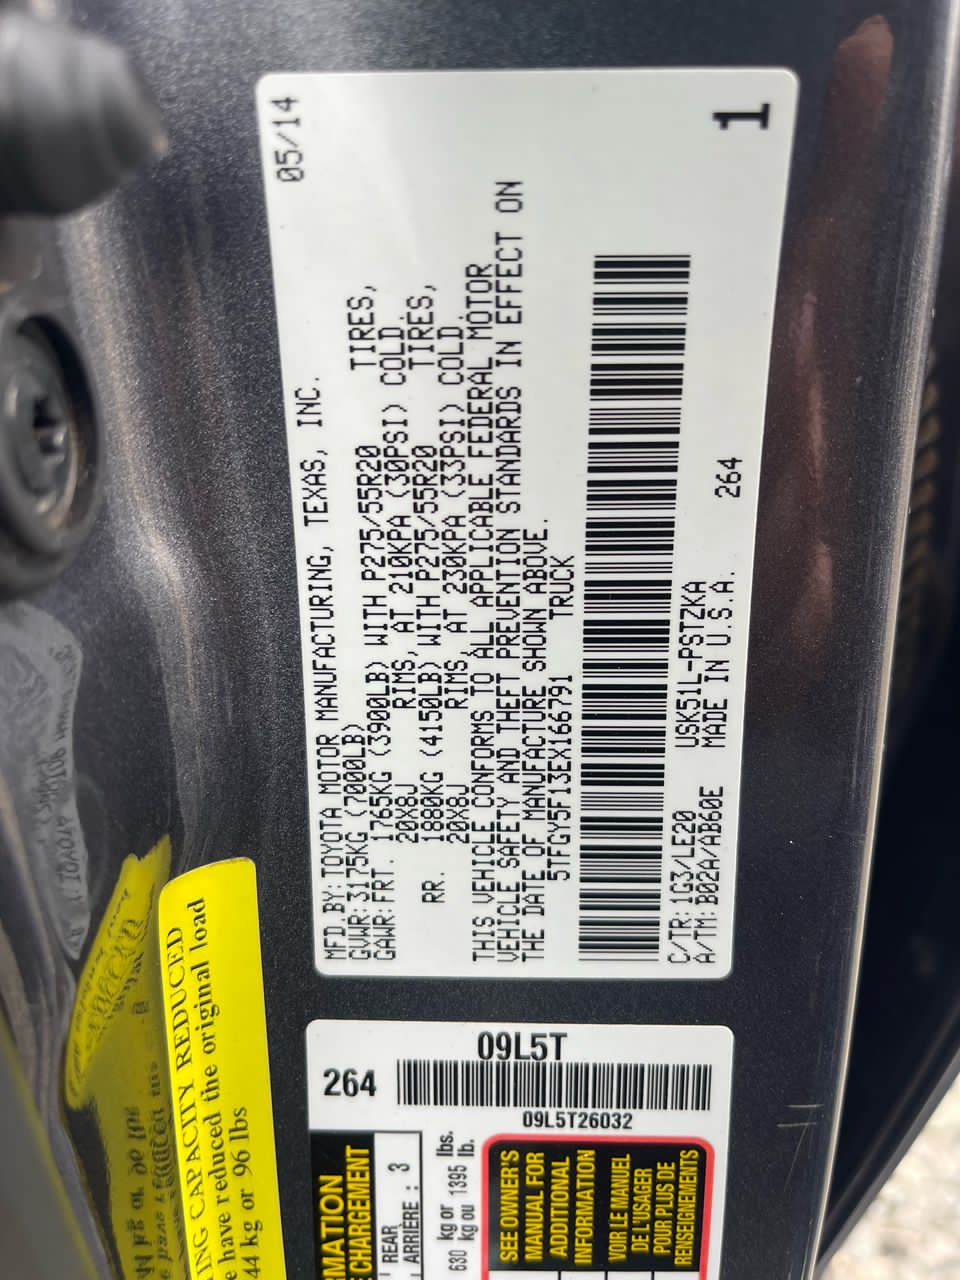 MFD.BY:TOYOTA MOTOR MANUFACTURING, TEXAS, INC. 05/14
GVWR:3175KG (7000LB)
GAWR:FRT. 1765KG (3900LB) WITH P275/55R20 TIRES,
20X8J RIMS, AT 210KPA (30PSI) COLD.
RR. 1880KG (4150LB) WITH P275/55R20 TIRES,
20X8J RIMS, AT 230KPA (33PSI) COLD.
THIS VEHICLE CONFORMS TO ALL APPLICABLE FEDERAL MOTOR
VEHICLE SAFETY AND THEFT PREVENTION STANDARDS IN EFFECT ON
THE DATE OF MANUFACTURE SHOWN ABOVE.
5TFGY5F13EX166791 TRUCK
C/TR:1G3/LE20 USK51L-PSTZKA 264
A/TM:B02A/AB60E MADE IN U.S.A.
1
09L5T
264
09L5T26032
RMATION
E CHARGEMENT
REAR
ARRIÈRE : 3
630 kg or
kg ou 1395 lbs.
lb.
SEE OWNER'S
MANUAL FOR
ADDITIONAL
INFORMATION
VOIR LE MANUEL
DE L'USAGER
POUR PLUS DE
RENSEIGNEMENTS
ING CAPACITY REDUCED
e have reduced the original load
44 kg or 96 lbs